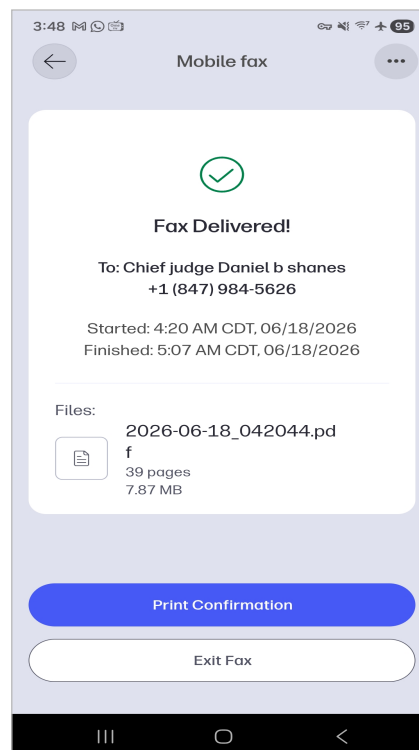 3:48 95
Mobile fax
Fax Delivered!
To: Chief judge Daniel b shanes
+1 (847) 984-5626
Started: 4:20 AM CDT, 06/18/2026
Finished: 5:07 AM CDT, 06/18/2026
Files:
2026-06-18_042044.pd
f
39 pages
7.87 MB
Print Confirmation
Exit Fax